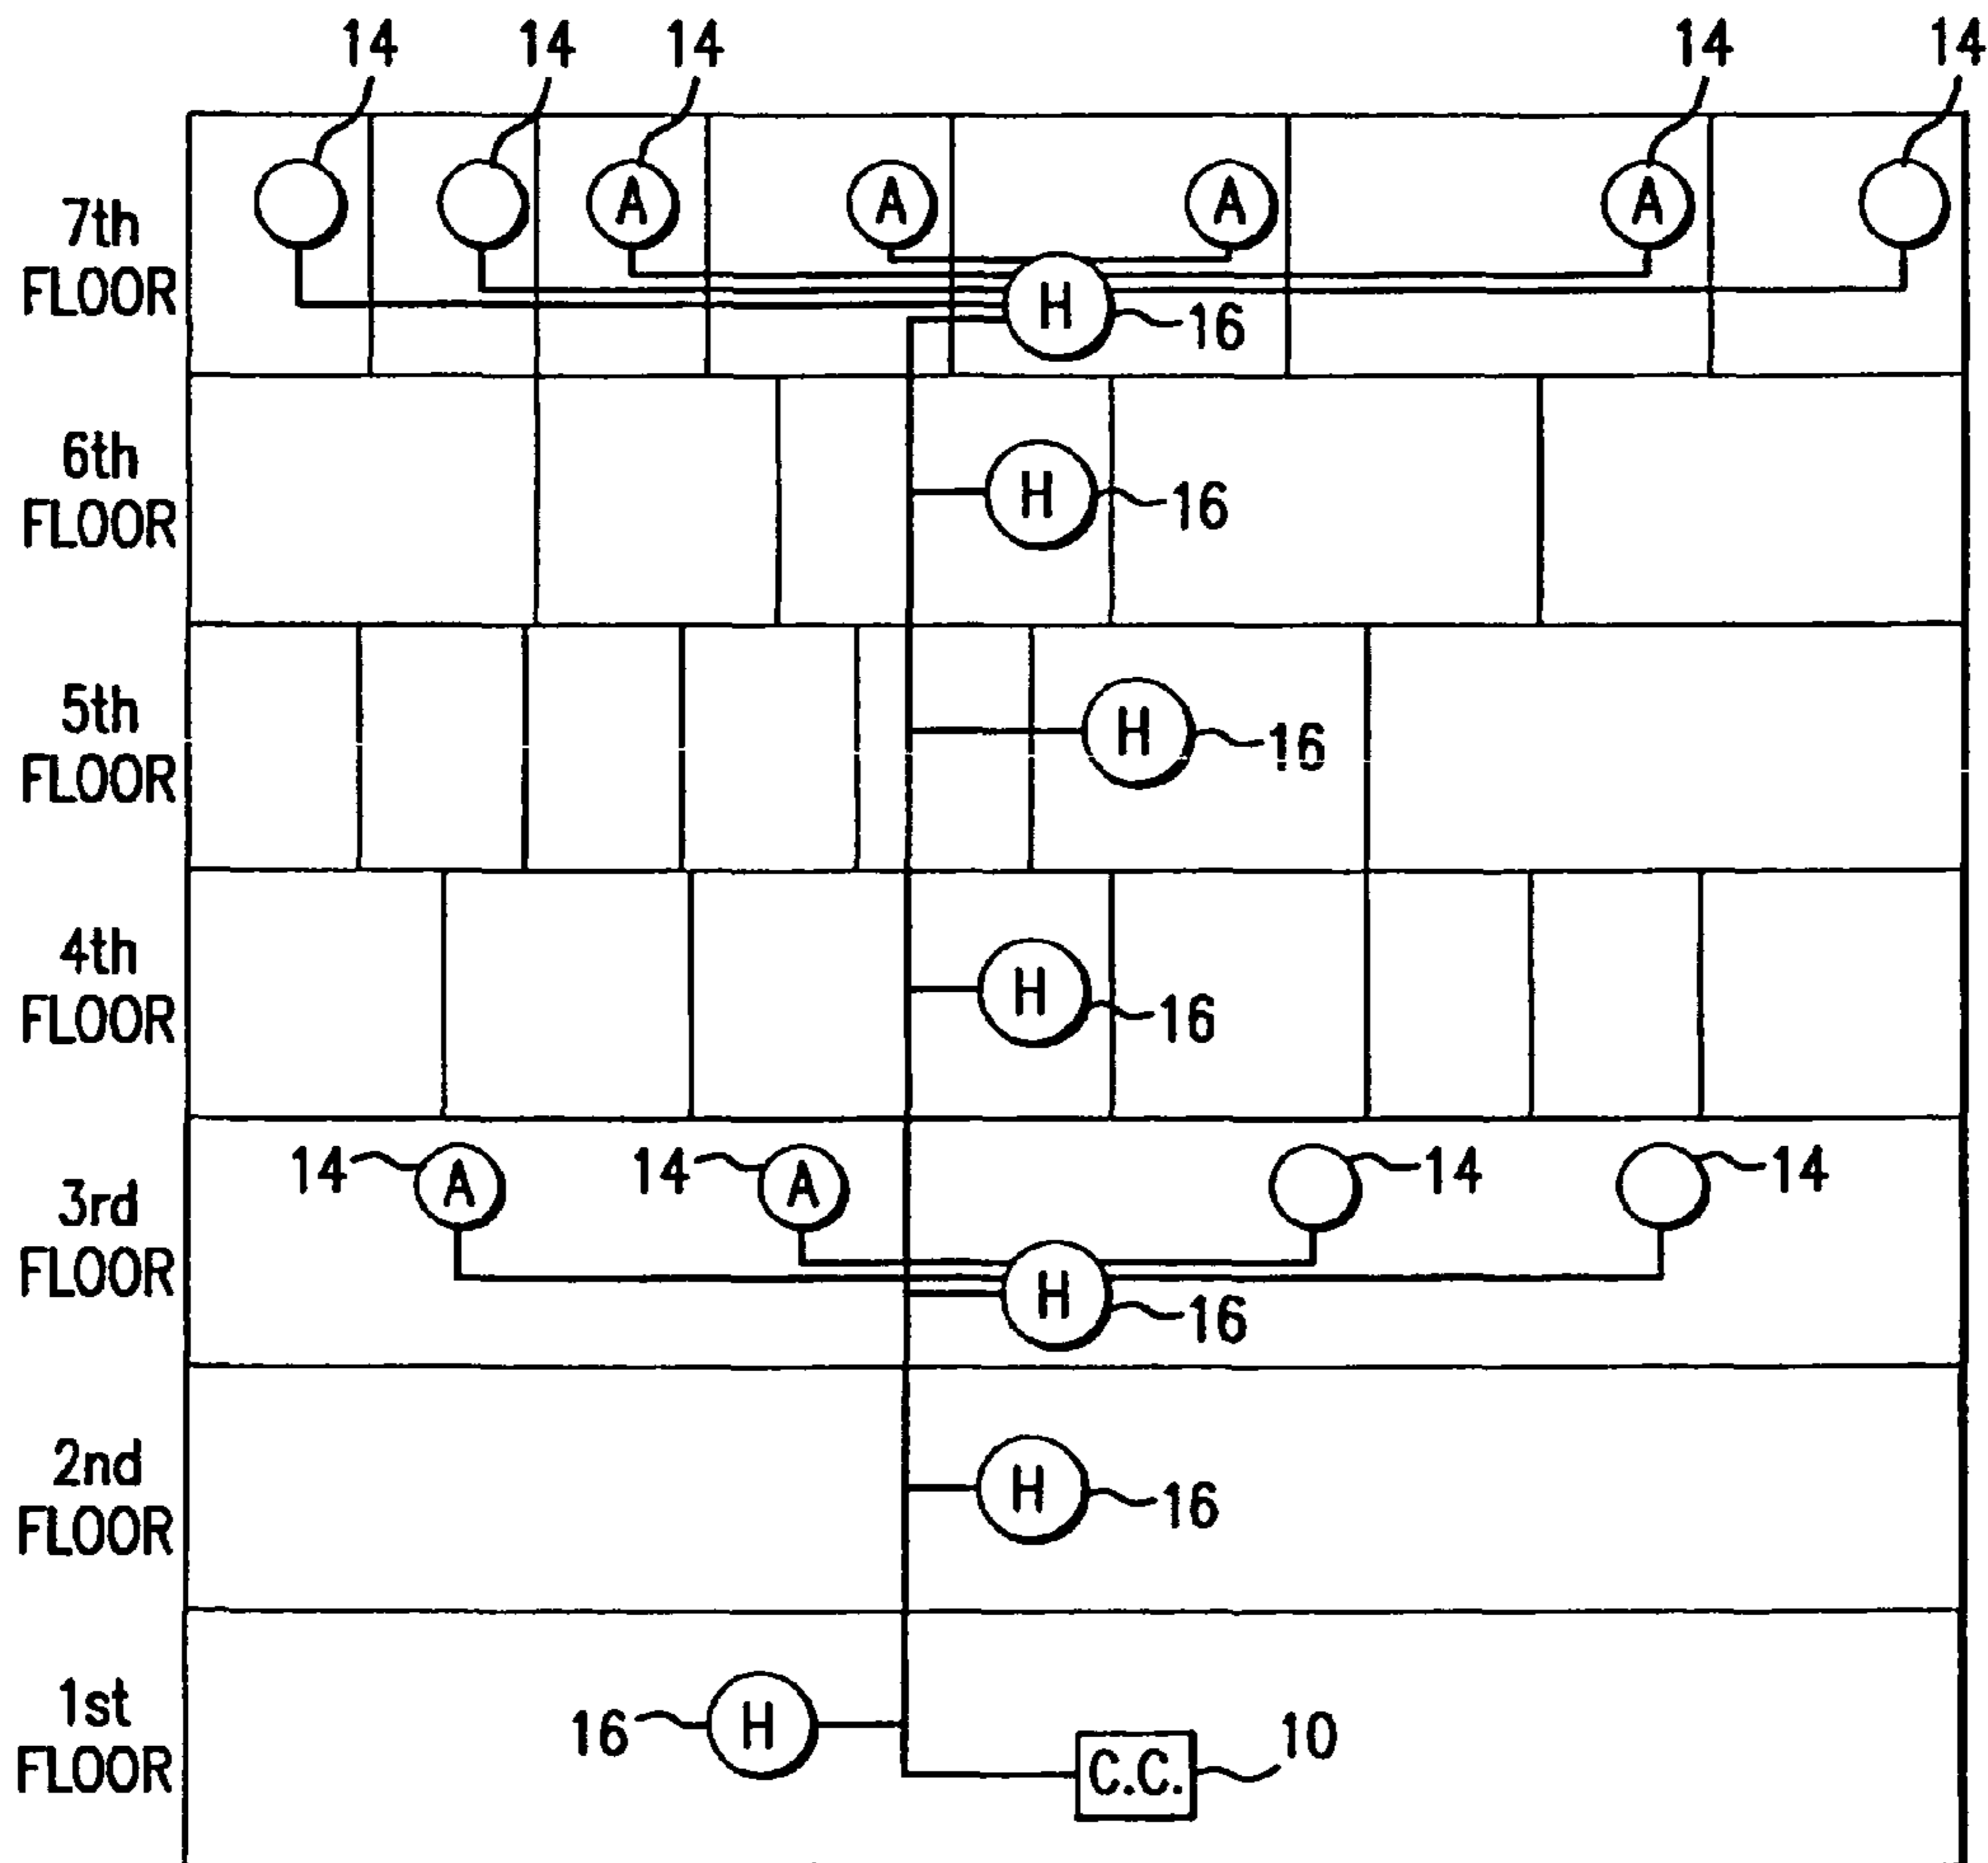 14 14 14 14 14
A A A A
7th
FLOOR
H 16
6th
FLOOR
H 16
5th
FLOOR
H 16
4th
FLOOR
H 16
14 A 14 A 14 14
3rd
FLOOR
H 16
2nd
FLOOR
H 16
1st
FLOOR
16 H
C.C. 10